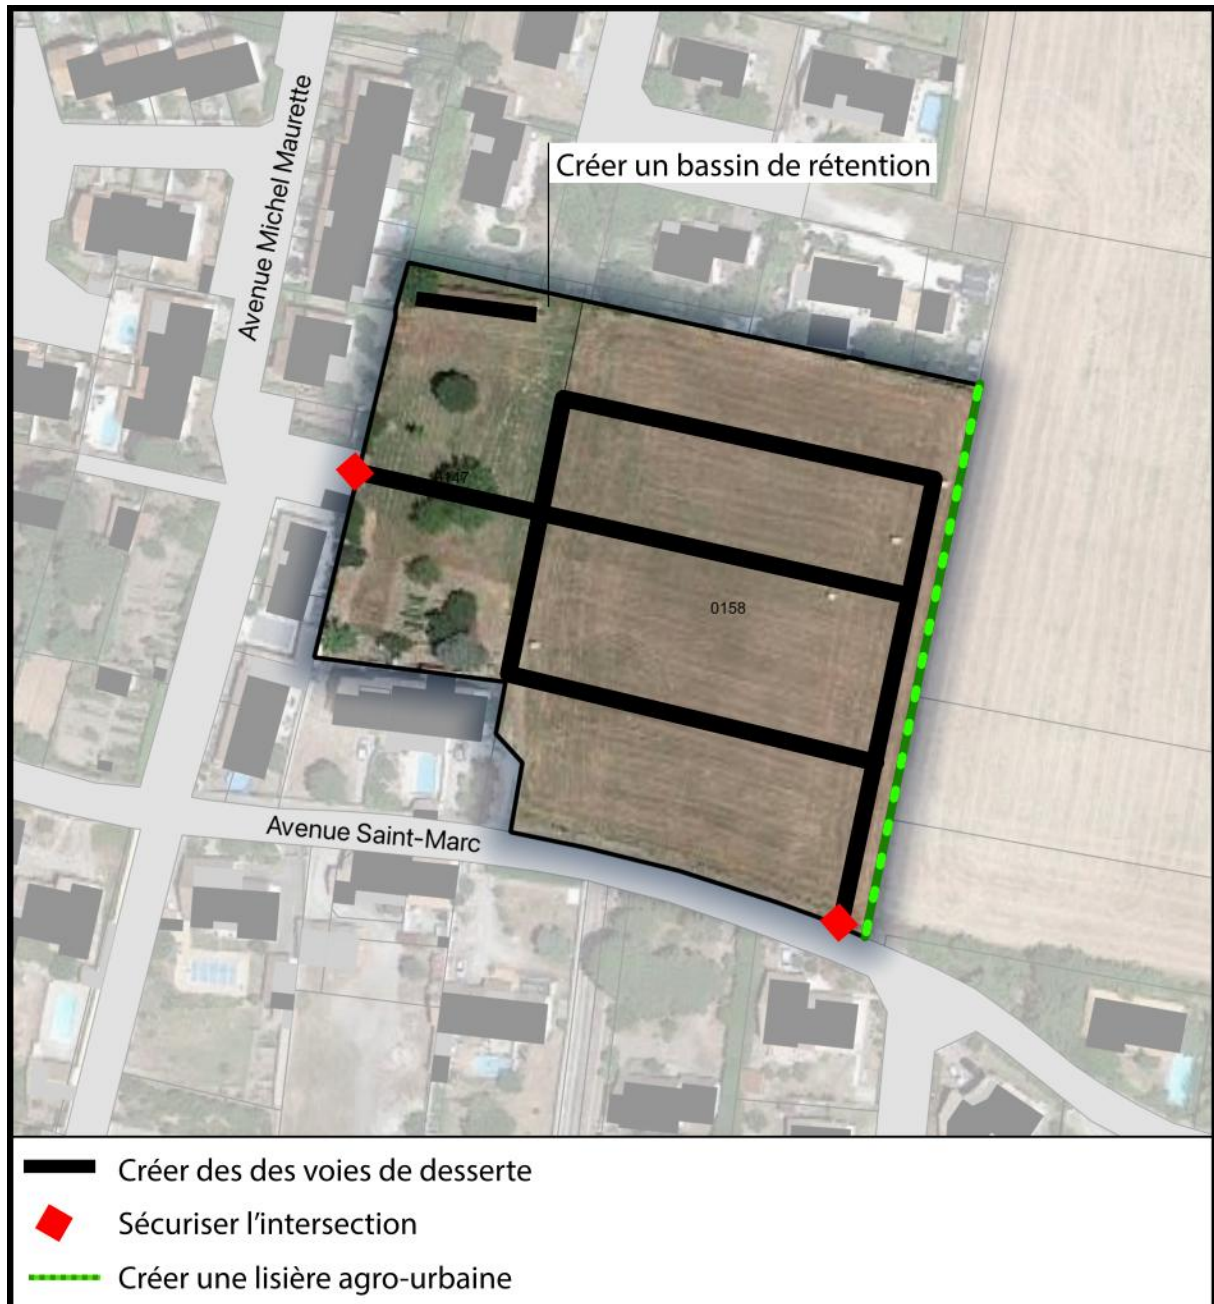 Créer un bassin de rétention
Avenue Michel Maurette
0158
Avenue Saint-Marc
Créer des des voies de desserte
Sécuriser l'intersection
Créer une lisière agro-urbaine